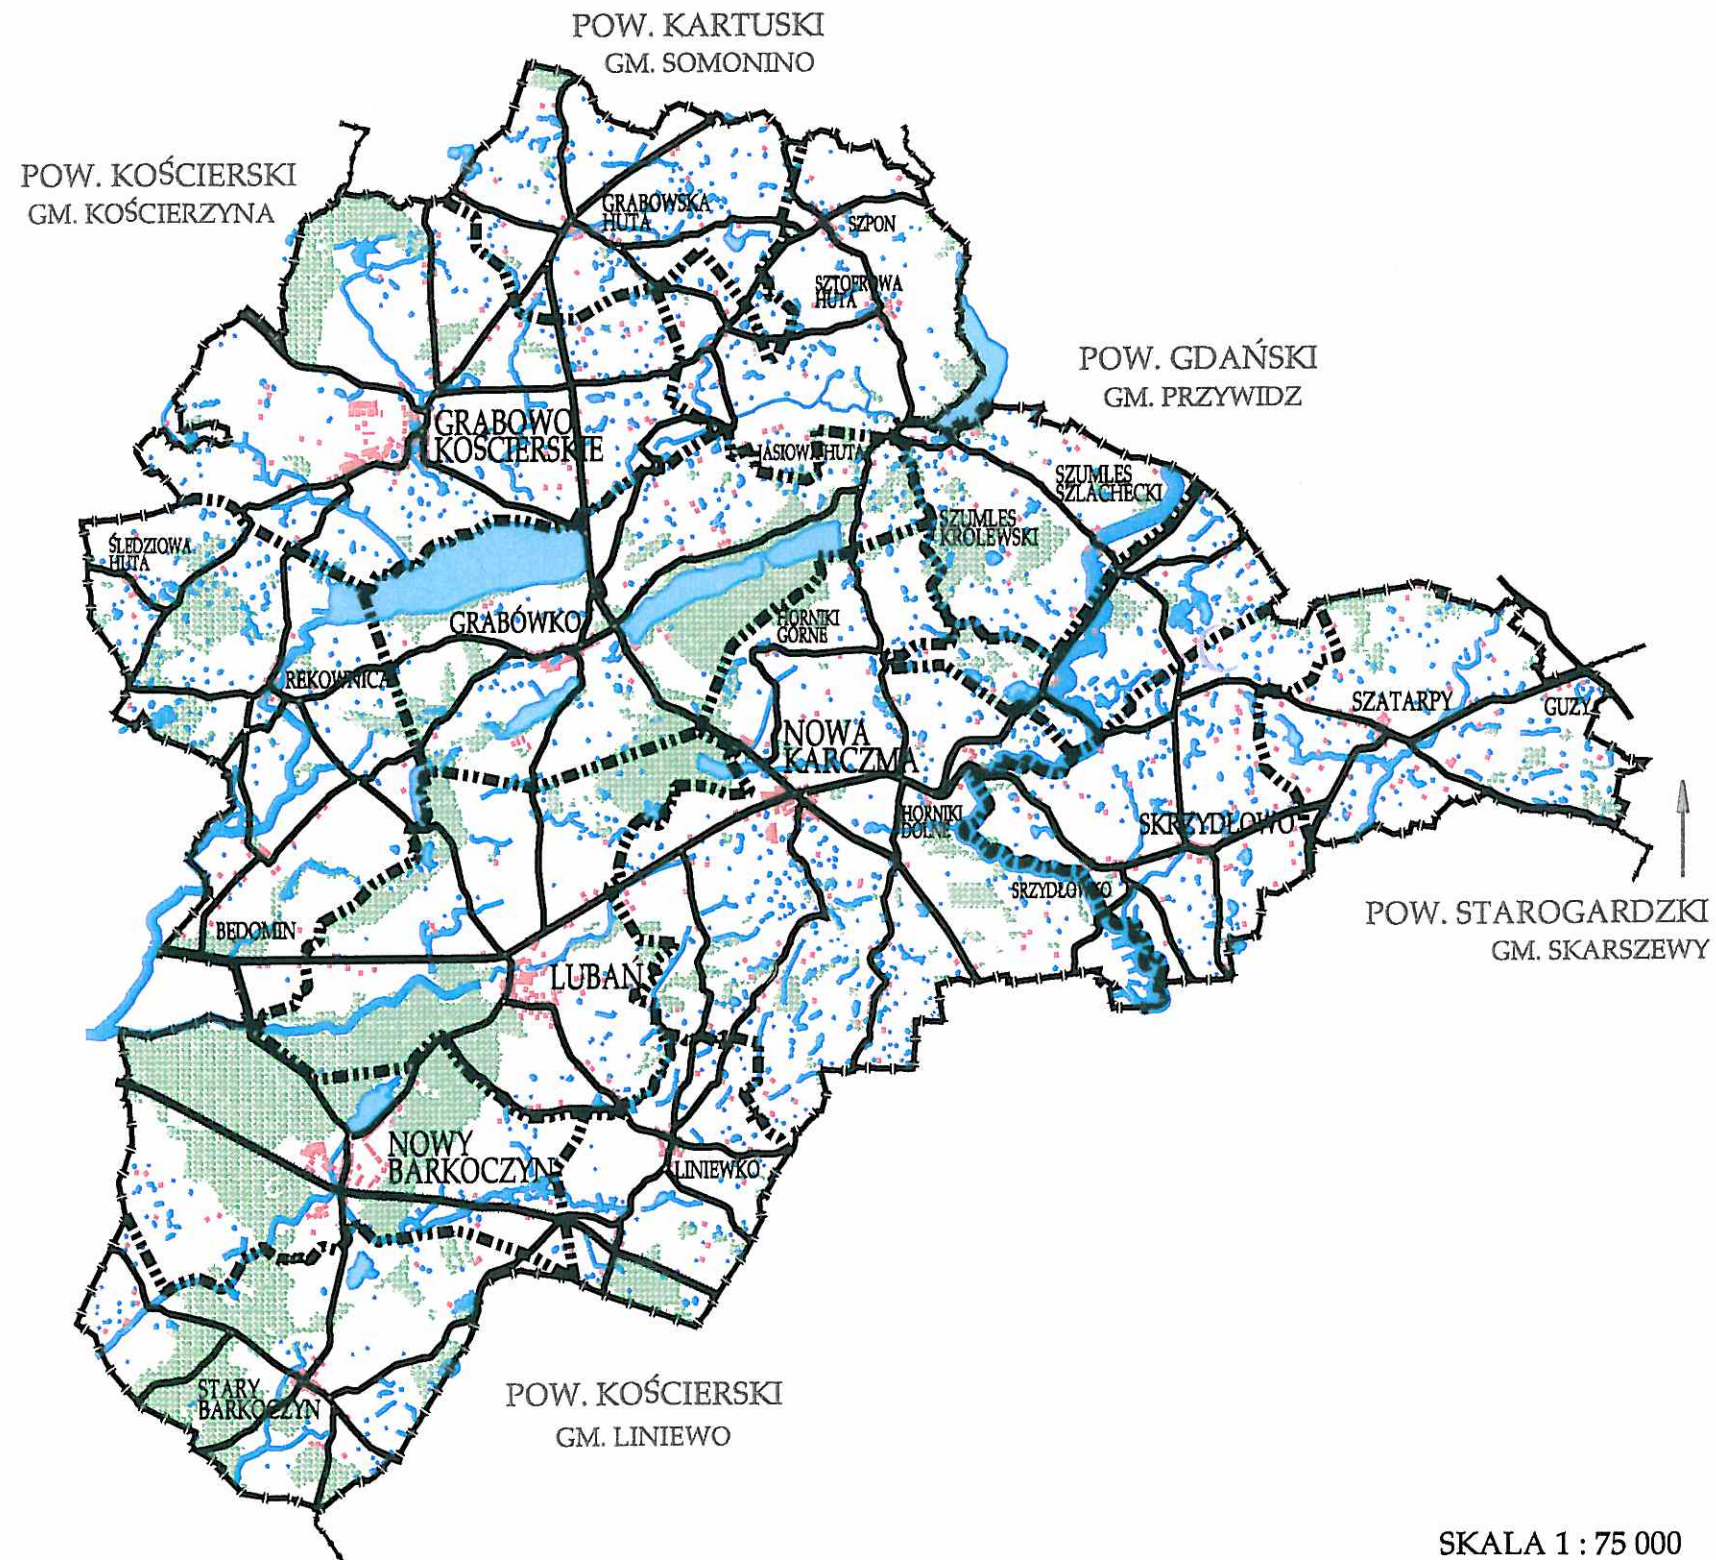 POW. KARTUSKI
GM. SOMONINO
POW. KOŚCIERSKI
GM. KOŚCIERZYNA
GRABOWSKA
HUTA
SZPON
SZTOFROWA
HUTA
POW. GDAŃSKI
GM. PRZYWIDZ
GRABOWO
KOŚCIERSKIE
JASIOWA HUTA
SZUMLES
SZLACHECKI
SZUMLES
KRÓLEWSKI
ŚLEDZIOWA
HUTA
GRABÓWKO
HORNIKI
GÓRNE
REKOWNICA
SZATARPY
GUZY
NOWA
KARCZMA
HORNIKI
DOLNE
SKRZYDŁOWO
SRZYDŁOWKO
POW. STAROGARDZKI
GM. SKARSZEWY
BĘDOMIN
LUBAN
NOWY
BARKOCZYN
LINIEWKO
STARY
BARKOCZYN
POW. KOŚCIERSKI
GM. LINIEWO
SKALA 1 : 75 000